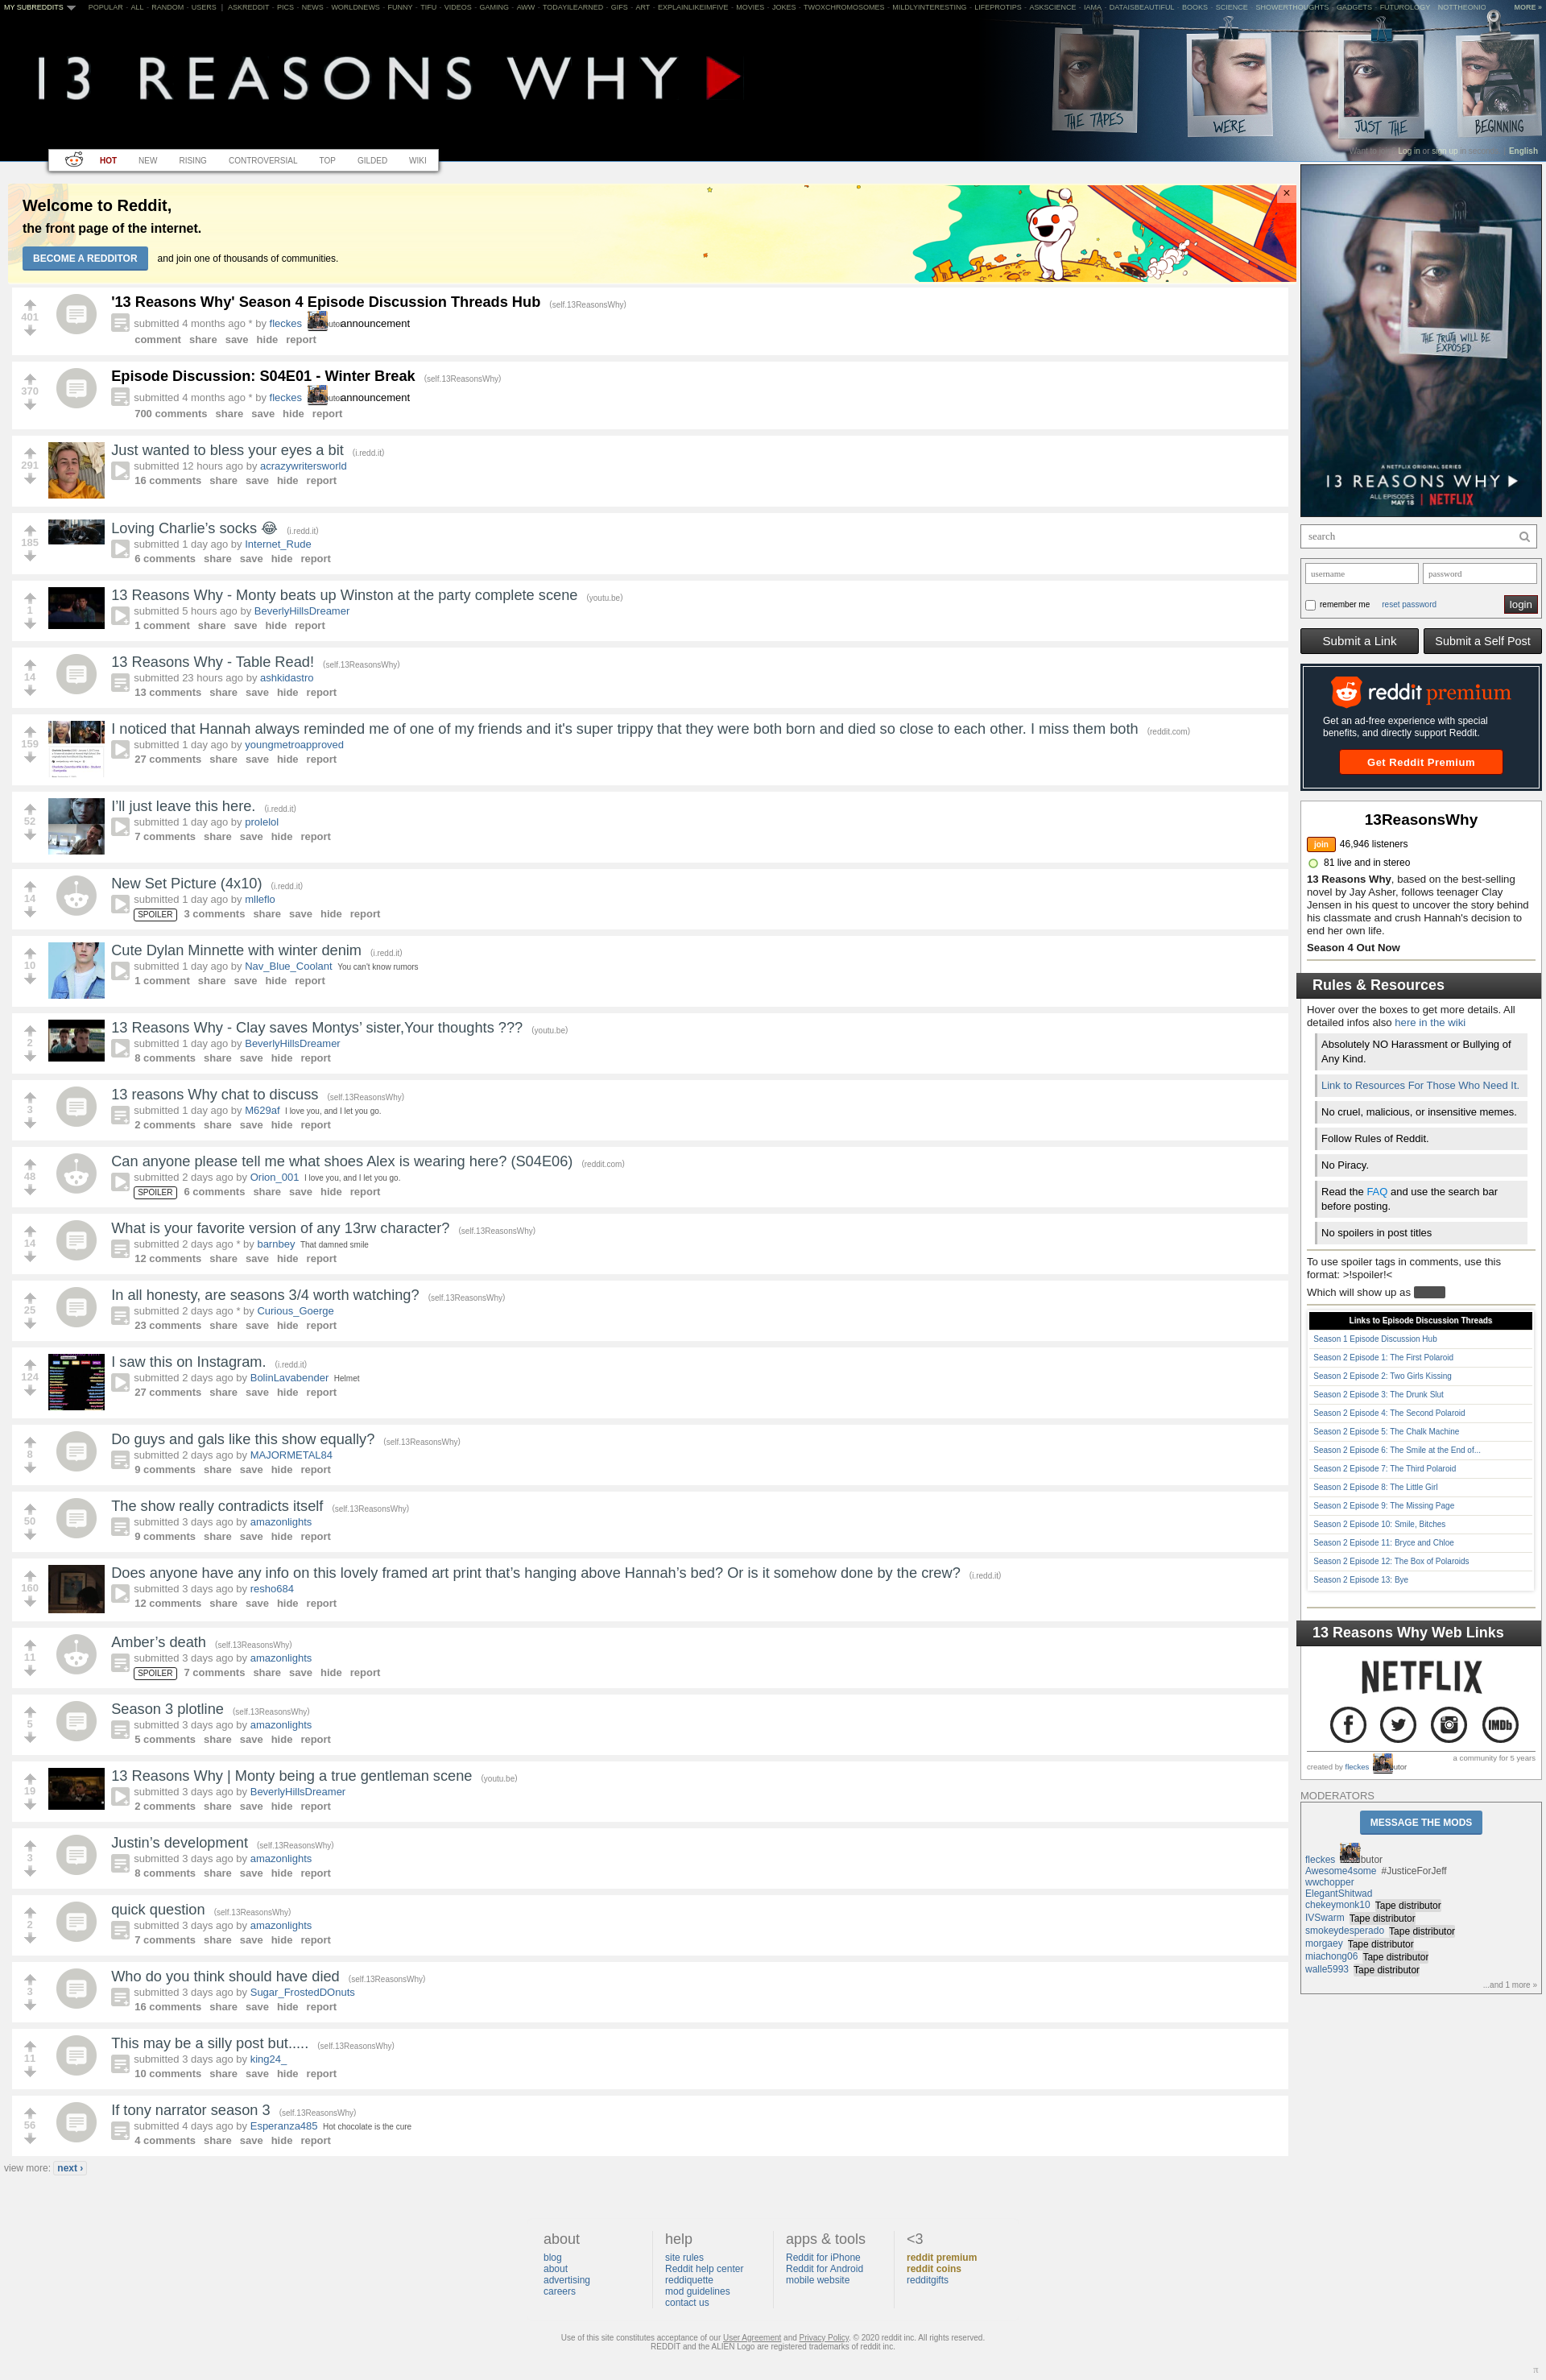 MY SUBREDDITS POPULAR - ALL - RANDOM - USERS | ASKREDDIT - PICS - NEWS - WORLDNEWS - FUNNY - TIFU - VIDEOS - GAMING - AWW - TODAYILEARNED - GIFS - ART - EXPLAINLIKEIMFIVE - MOVIES - JOKES - TWOXCHROMOSOMES - MILDLYINTERESTING - LIFEPROTIPS - ASKSCIENCE - IAMA - DATAISBEAUTIFUL - BOOKS - SCIENCE - SHOWERTHOUGHTS - GADGETS - FUTUROLOGY - NOTTHEONIO MORE »
13 REASONS WHY
THE TAPES WERE JUST THE BEGINNING
Log in or sign up English
HOT NEW RISING CONTROVERSIAL TOP GILDED WIKI
Welcome to Reddit,
the front page of the internet.
BECOME A REDDITOR and join one of thousands of communities.
×
401
'13 Reasons Why' Season 4 Episode Discussion Threads Hub (self.13ReasonsWhy)
submitted 4 months ago * by fleckes announcement
comment share save hide report
370
Episode Discussion: S04E01 - Winter Break (self.13ReasonsWhy)
submitted 4 months ago * by fleckes announcement
700 comments share save hide report
291
Just wanted to bless your eyes a bit (i.redd.it)
submitted 12 hours ago by acrazywritersworld
16 comments share save hide report
185
Loving Charlie’s socks 😂 (i.redd.it)
submitted 1 day ago by Internet_Rude
6 comments share save hide report
1
13 Reasons Why - Monty beats up Winston at the party complete scene (youtu.be)
submitted 5 hours ago by BeverlyHillsDreamer
1 comment share save hide report
14
13 Reasons Why - Table Read! (self.13ReasonsWhy)
submitted 23 hours ago by ashkidastro
13 comments share save hide report
159
I noticed that Hannah always reminded me of one of my friends and it's super trippy that they were both born and died so close to each other. I miss them both (reddit.com)
submitted 1 day ago by youngmetroapproved
27 comments share save hide report
52
I’ll just leave this here. (i.redd.it)
submitted 1 day ago by prolelol
7 comments share save hide report
14
New Set Picture (4x10) (i.redd.it)
submitted 1 day ago by mlleflo
SPOILER 3 comments share save hide report
10
Cute Dylan Minnette with winter denim (i.redd.it)
submitted 1 day ago by Nav_Blue_Coolant You can't know rumors
1 comment share save hide report
2
13 Reasons Why - Clay saves Montys’ sister,Your thoughts ??? (youtu.be)
submitted 1 day ago by BeverlyHillsDreamer
8 comments share save hide report
3
13 reasons Why chat to discuss (self.13ReasonsWhy)
submitted 1 day ago by M629af I love you, and I let you go.
2 comments share save hide report
48
Can anyone please tell me what shoes Alex is wearing here? (S04E06) (reddit.com)
submitted 2 days ago by Orion_001 I love you, and I let you go.
SPOILER 6 comments share save hide report
14
What is your favorite version of any 13rw character? (self.13ReasonsWhy)
submitted 2 days ago * by barnbey That damned smile
12 comments share save hide report
25
In all honesty, are seasons 3/4 worth watching? (self.13ReasonsWhy)
submitted 2 days ago * by Curious_Goerge
23 comments share save hide report
124
I saw this on Instagram. (i.redd.it)
submitted 2 days ago by BolinLavabender Helmet
27 comments share save hide report
8
Do guys and gals like this show equally? (self.13ReasonsWhy)
submitted 2 days ago by MAJORMETAL84
9 comments share save hide report
50
The show really contradicts itself (self.13ReasonsWhy)
submitted 3 days ago by amazonlights
9 comments share save hide report
160
Does anyone have any info on this lovely framed art print that’s hanging above Hannah’s bed? Or is it somehow done by the crew? (i.redd.it)
submitted 3 days ago by resho684
12 comments share save hide report
11
Amber’s death (self.13ReasonsWhy)
submitted 3 days ago by amazonlights
SPOILER 7 comments share save hide report
5
Season 3 plotline (self.13ReasonsWhy)
submitted 3 days ago by amazonlights
5 comments share save hide report
19
13 Reasons Why | Monty being a true gentleman scene (youtu.be)
submitted 3 days ago by BeverlyHillsDreamer
2 comments share save hide report
3
Justin’s development (self.13ReasonsWhy)
submitted 3 days ago by amazonlights
8 comments share save hide report
2
quick question (self.13ReasonsWhy)
submitted 3 days ago by amazonlights
7 comments share save hide report
3
Who do you think should have died (self.13ReasonsWhy)
submitted 3 days ago by Sugar_FrostedDOnuts
16 comments share save hide report
11
This may be a silly post but..... (self.13ReasonsWhy)
submitted 3 days ago by king24_
10 comments share save hide report
56
If tony narrator season 3 (self.13ReasonsWhy)
submitted 4 days ago by Esperanza485 Hot chocolate is the cure
4 comments share save hide report
view more: next ›
THE TRUTH WILL BE EXPOSED
A NETFLIX ORIGINAL SERIES
13 REASONS WHY
ALL EPISODES MAY 18 | NETFLIX
search
username password
remember me reset password login
Submit a Link Submit a Self Post
reddit premium
Get an ad-free experience with special
benefits, and directly support Reddit.
Get Reddit Premium
13ReasonsWhy
join 46,946 listeners
81 live and in stereo
13 Reasons Why, based on the best-selling
novel by Jay Asher, follows teenager Clay
Jensen in his quest to uncover the story behind
his classmate and crush Hannah's decision to
end her own life.
Season 4 Out Now
Rules & Resources
Hover over the boxes to get more details. All
detailed infos also here in the wiki
Absolutely NO Harassment or Bullying of
Any Kind.
Link to Resources For Those Who Need It.
No cruel, malicious, or insensitive memes.
Follow Rules of Reddit.
No Piracy.
Read the FAQ and use the search bar
before posting.
No spoilers in post titles
To use spoiler tags in comments, use this
format: >!spoiler!<
Which will show up as
Links to Episode Discussion Threads
Season 1 Episode Discussion Hub
Season 2 Episode 1: The First Polaroid
Season 2 Episode 2: Two Girls Kissing
Season 2 Episode 3: The Drunk Slut
Season 2 Episode 4: The Second Polaroid
Season 2 Episode 5: The Chalk Machine
Season 2 Episode 6: The Smile at the End of...
Season 2 Episode 7: The Third Polaroid
Season 2 Episode 8: The Little Girl
Season 2 Episode 9: The Missing Page
Season 2 Episode 10: Smile, Bitches
Season 2 Episode 11: Bryce and Chloe
Season 2 Episode 12: The Box of Polaroids
Season 2 Episode 13: Bye
13 Reasons Why Web Links
NETFLIX
IMDb
a community for 5 years
created by fleckes
MODERATORS
MESSAGE THE MODS
fleckes
Awesome4some #JusticeForJeff
wwchopper
ElegantShitwad
chekeymonk10 Tape distributor
IVSwarm Tape distributor
smokeydesperado Tape distributor
morgaey Tape distributor
miachong06 Tape distributor
walle5993 Tape distributor
...and 1 more »
about
blog
about
advertising
careers
help
site rules
Reddit help center
reddiquette
mod guidelines
contact us
apps & tools
Reddit for iPhone
Reddit for Android
mobile website
<3
reddit premium
reddit coins
redditgifts
Use of this site constitutes acceptance of our User Agreement and Privacy Policy. © 2020 reddit inc. All rights reserved.
REDDIT and the ALIEN Logo are registered trademarks of reddit inc.
π